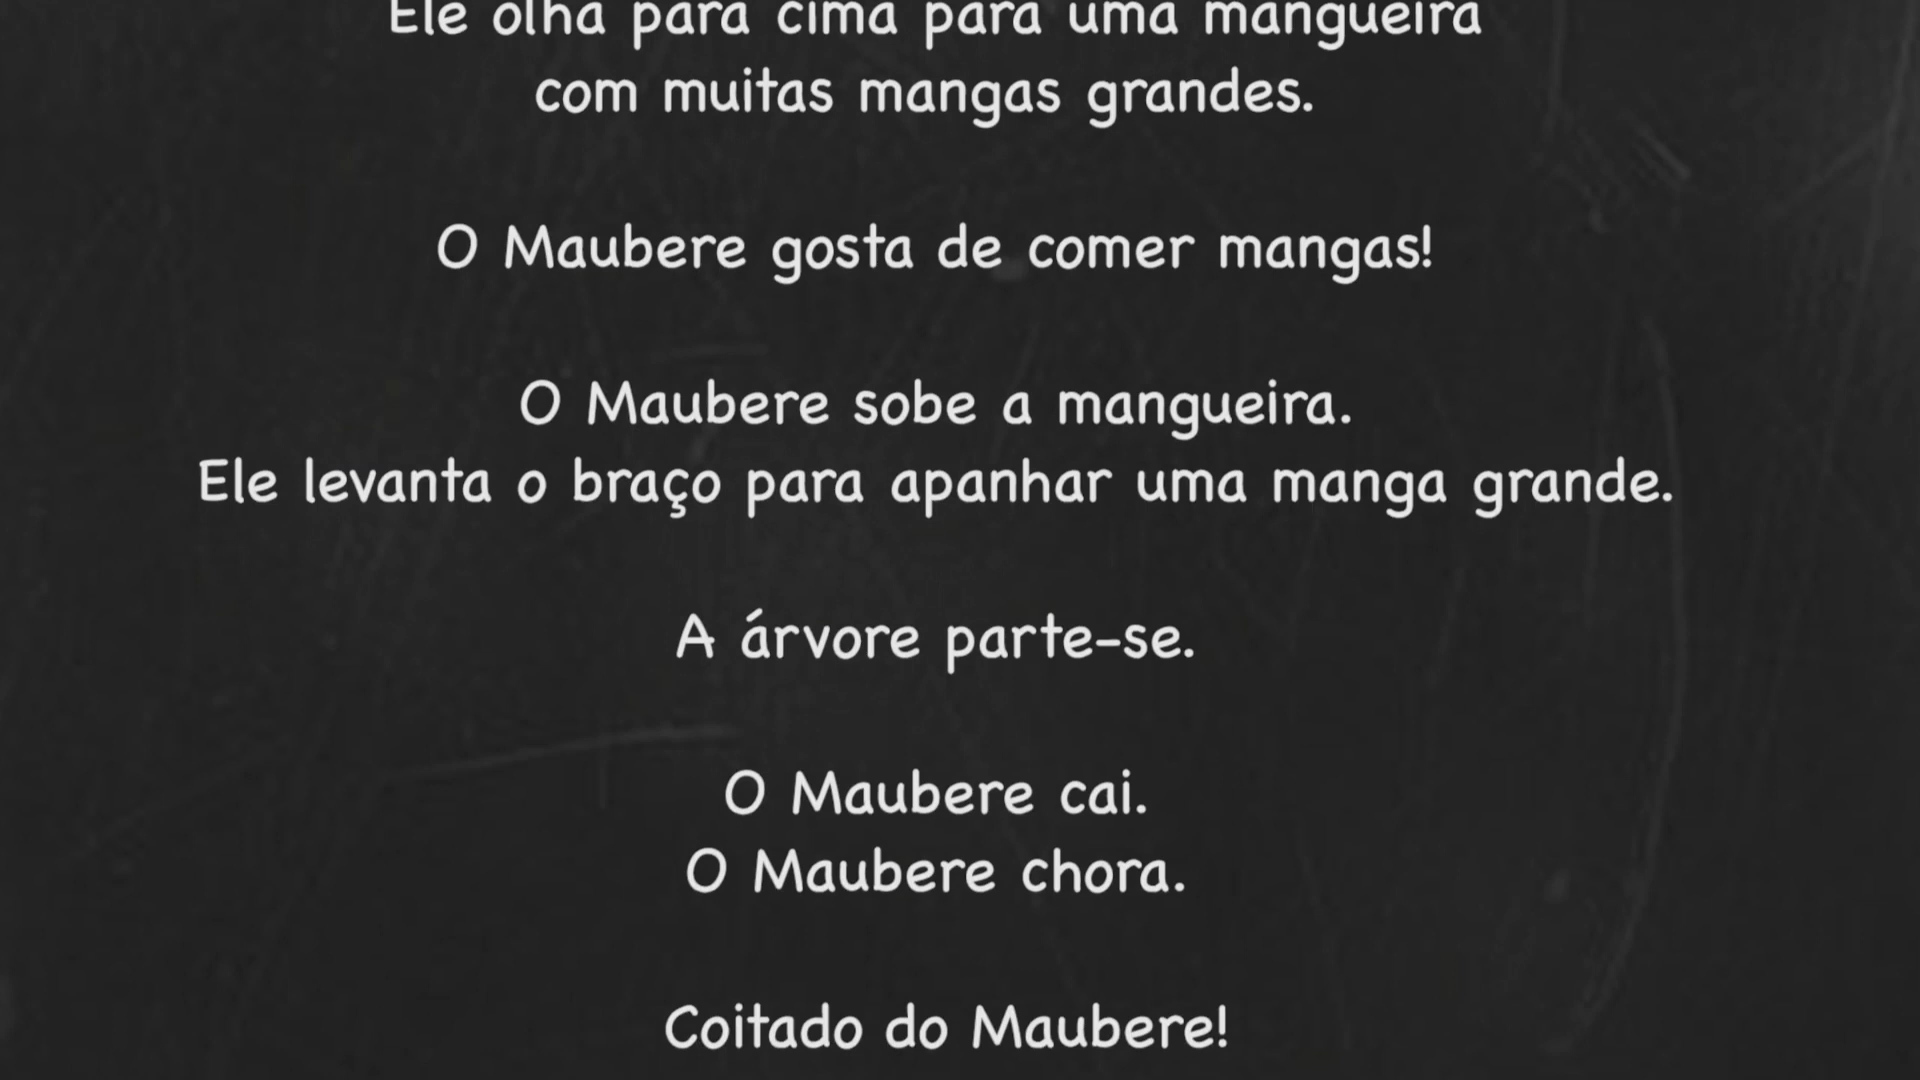 Ele olha para cima para uma mangueira
com muitas mangas grandes.
O Maubere gosta de comer mangas!
O Maubere sobe a mangueira.
Ele levanta o braço para apanhar uma manga grande.
A árvore parte-se.
O Maubere cai.
O Maubere chora.
Coitado do Maubere!